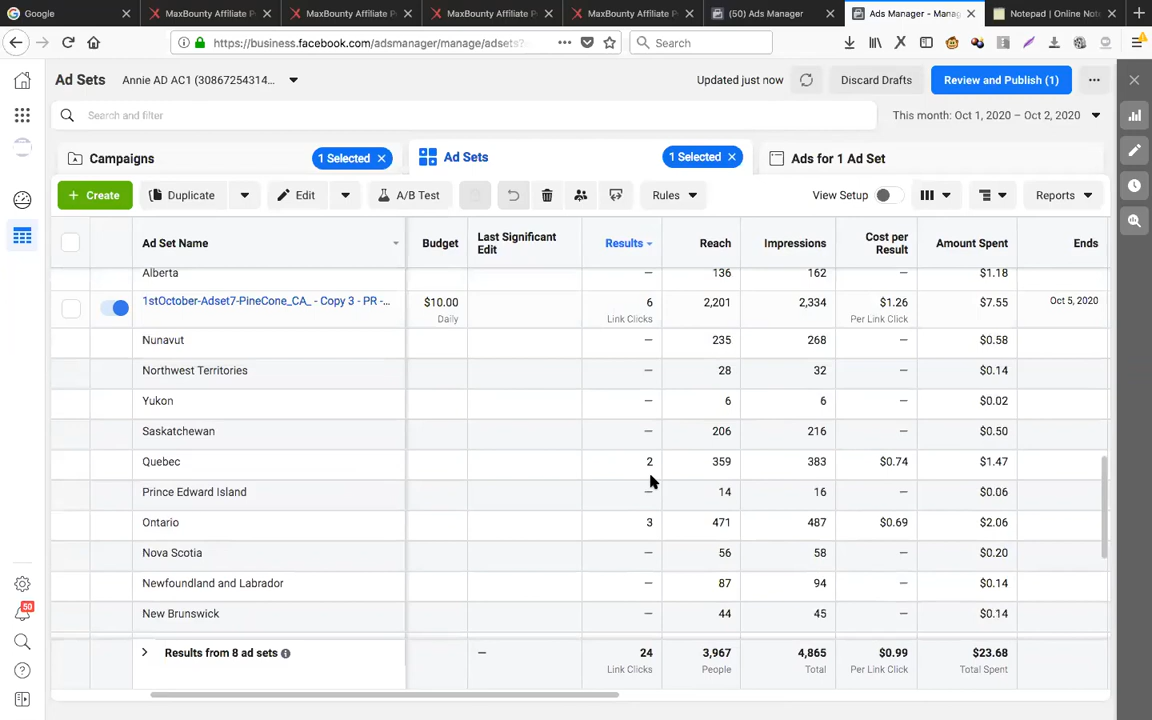 Google
MaxBounty Affiliate P
MaxBounty Affiliate P
MaxBounty Affiliate P
MaxBounty Affiliate P
(50) Ads Manager
Ads Manager - Manag
Notepad | Online Note
https://business.facebook.com/adsmanager/manage/adsets?
Search
Ad Sets
Annie AD AC1 (30867254314...
Updated just now
Discard Drafts
Review and Publish (1)
Search and filter
This month: Oct 1, 2020 – Oct 2, 2020
Campaigns
1 Selected
Ad Sets
1 Selected
Ads for 1 Ad Set
+ Create
Duplicate
Edit
A/B Test
Rules
View Setup
Reports
Ad Set Name
Budget
Last Significant Edit
Results
Reach
Impressions
Cost per Result
Amount Spent
Ends
Alberta — 136 162 — $1.18
1stOctober-Adset7-PineCone_CA_ - Copy 3 - PR -... $10.00 6 2,201 2,334 $1.26 $7.55 Oct 5, 2020
Daily Link Clicks Per Link Click
Nunavut — 235 268 — $0.58
Northwest Territories — 28 32 — $0.14
Yukon — 6 6 — $0.02
Saskatchewan — 206 216 — $0.50
Quebec 2 359 383 $0.74 $1.47
Prince Edward Island — 14 16 — $0.06
Ontario 3 471 487 $0.69 $2.06
Nova Scotia — 56 58 — $0.20
Newfoundland and Labrador — 87 94 — $0.14
New Brunswick — 44 45 — $0.14
Results from 8 ad sets — 24 3,967 4,865 $0.99 $23.68
Link Clicks People Total Per Link Click Total Spent
50